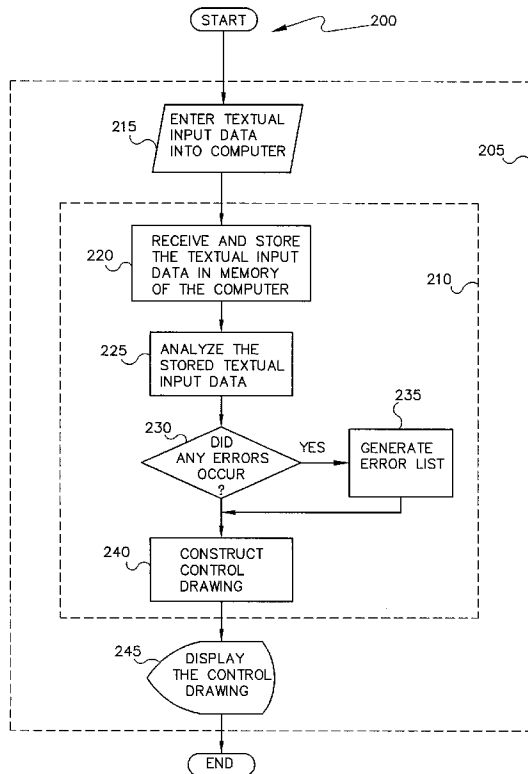 START
200
215
ENTER TEXTUAL
INPUT DATA
INTO COMPUTER
205
220
RECEIVE AND STORE
THE TEXTUAL INPUT
DATA IN MEMORY
OF THE COMPUTER
210
225
ANALYZE THE
STORED TEXTUAL
INPUT DATA
230
DID
ANY ERRORS
OCCUR
?
YES
235
GENERATE
ERROR LIST
240
CONSTRUCT
CONTROL
DRAWING
245
DISPLAY
THE CONTROL
DRAWING
END